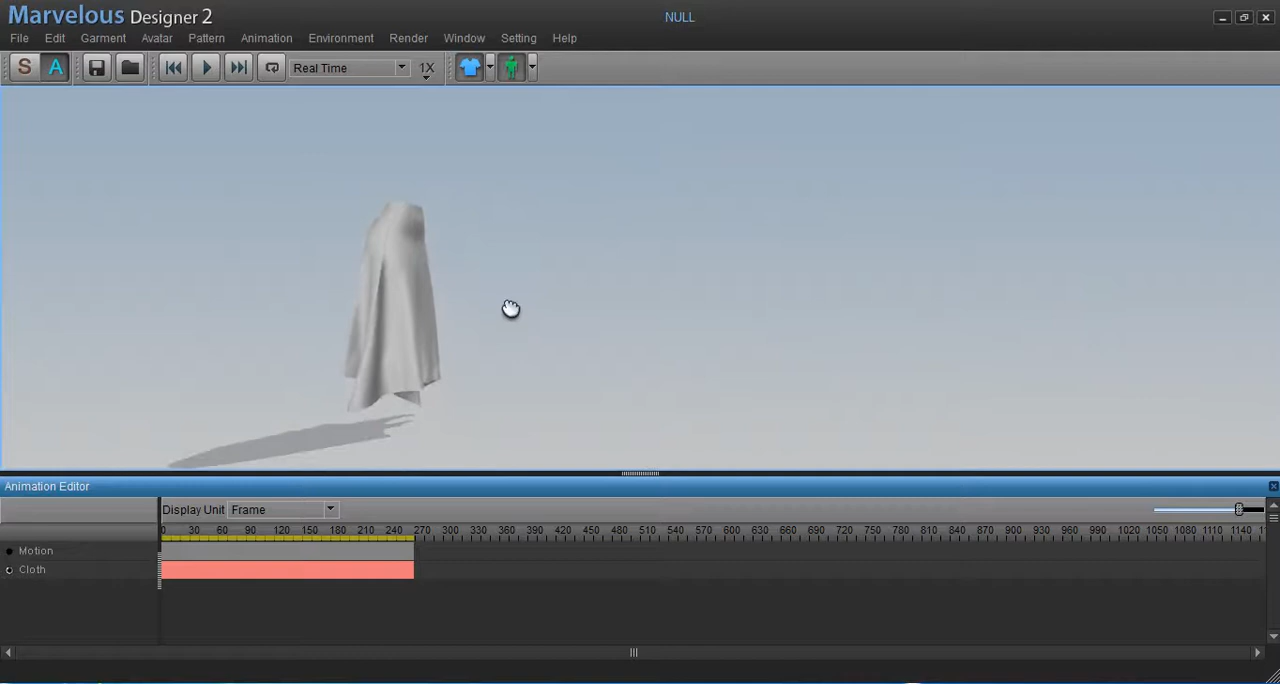 Marvelous Designer 2
NULL
File Edit Garment Avatar Pattern Animation Environment Render Window Setting Help
S A Real Time 1X
Animation Editor
Display Unit Frame
0 30 60 90 120 150 180 210 240 270 300 330 360 390 420 450 480 510 540 570 600 630 660 690 720 750 780 810 840 870 900 930 960 990 1020 1050 1080 1110 1140
Motion
Cloth